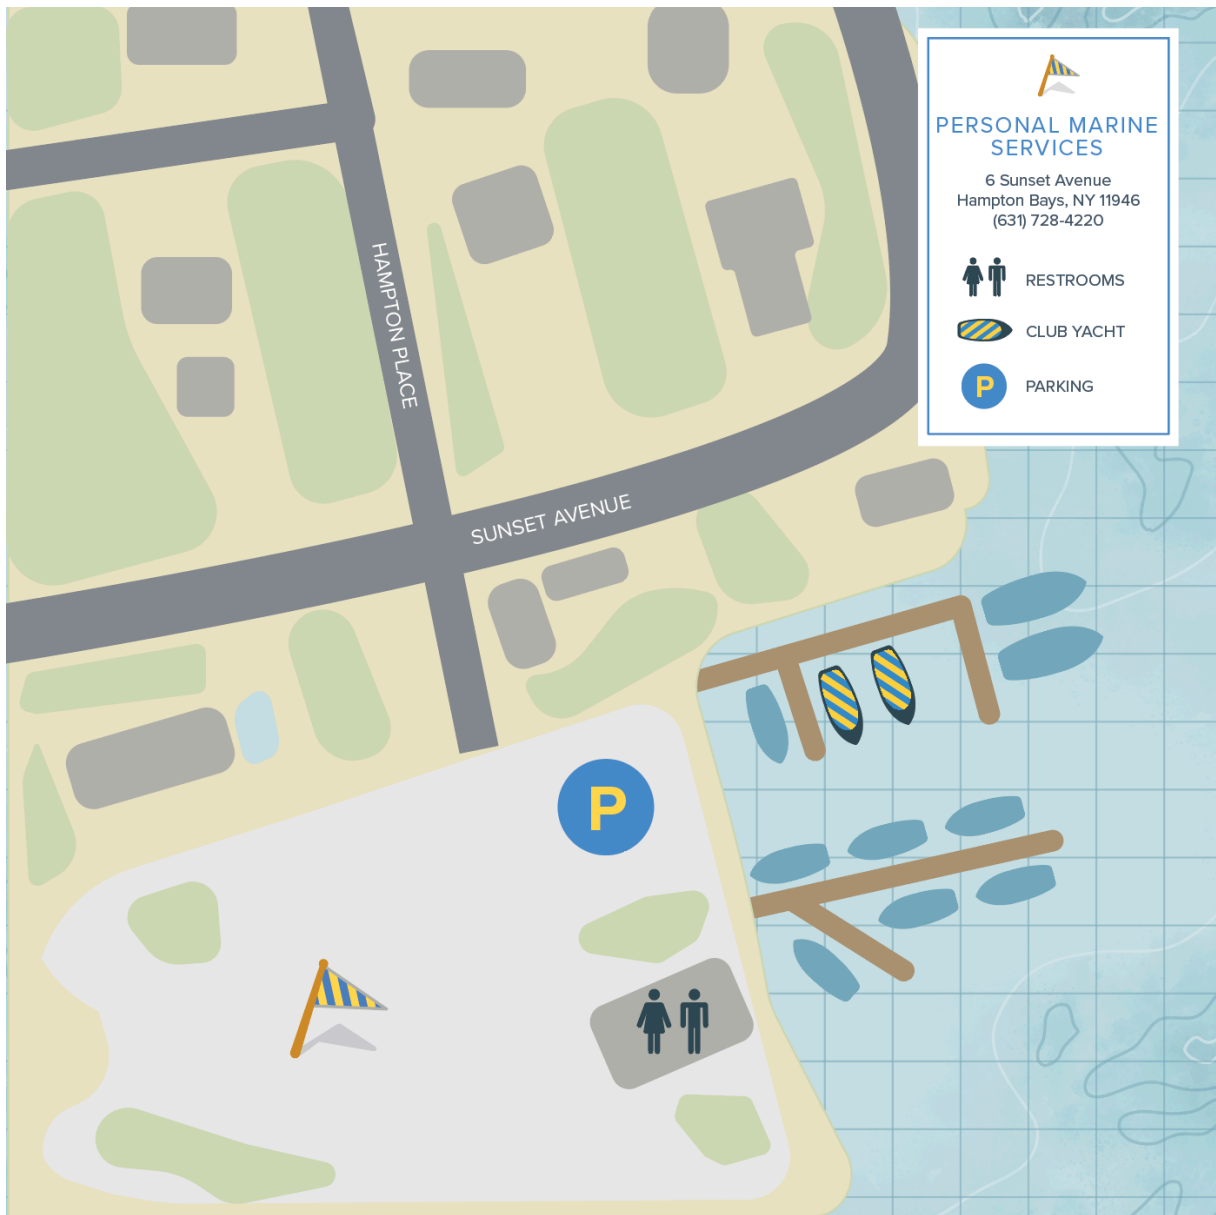 PERSONAL MARINE
SERVICES
6 Sunset Avenue
Hampton Bays, NY 11946
(631) 728-4220
RESTROOMS
CLUB YACHT
P PARKING
HAMPTON PLACE
SUNSET AVENUE
P